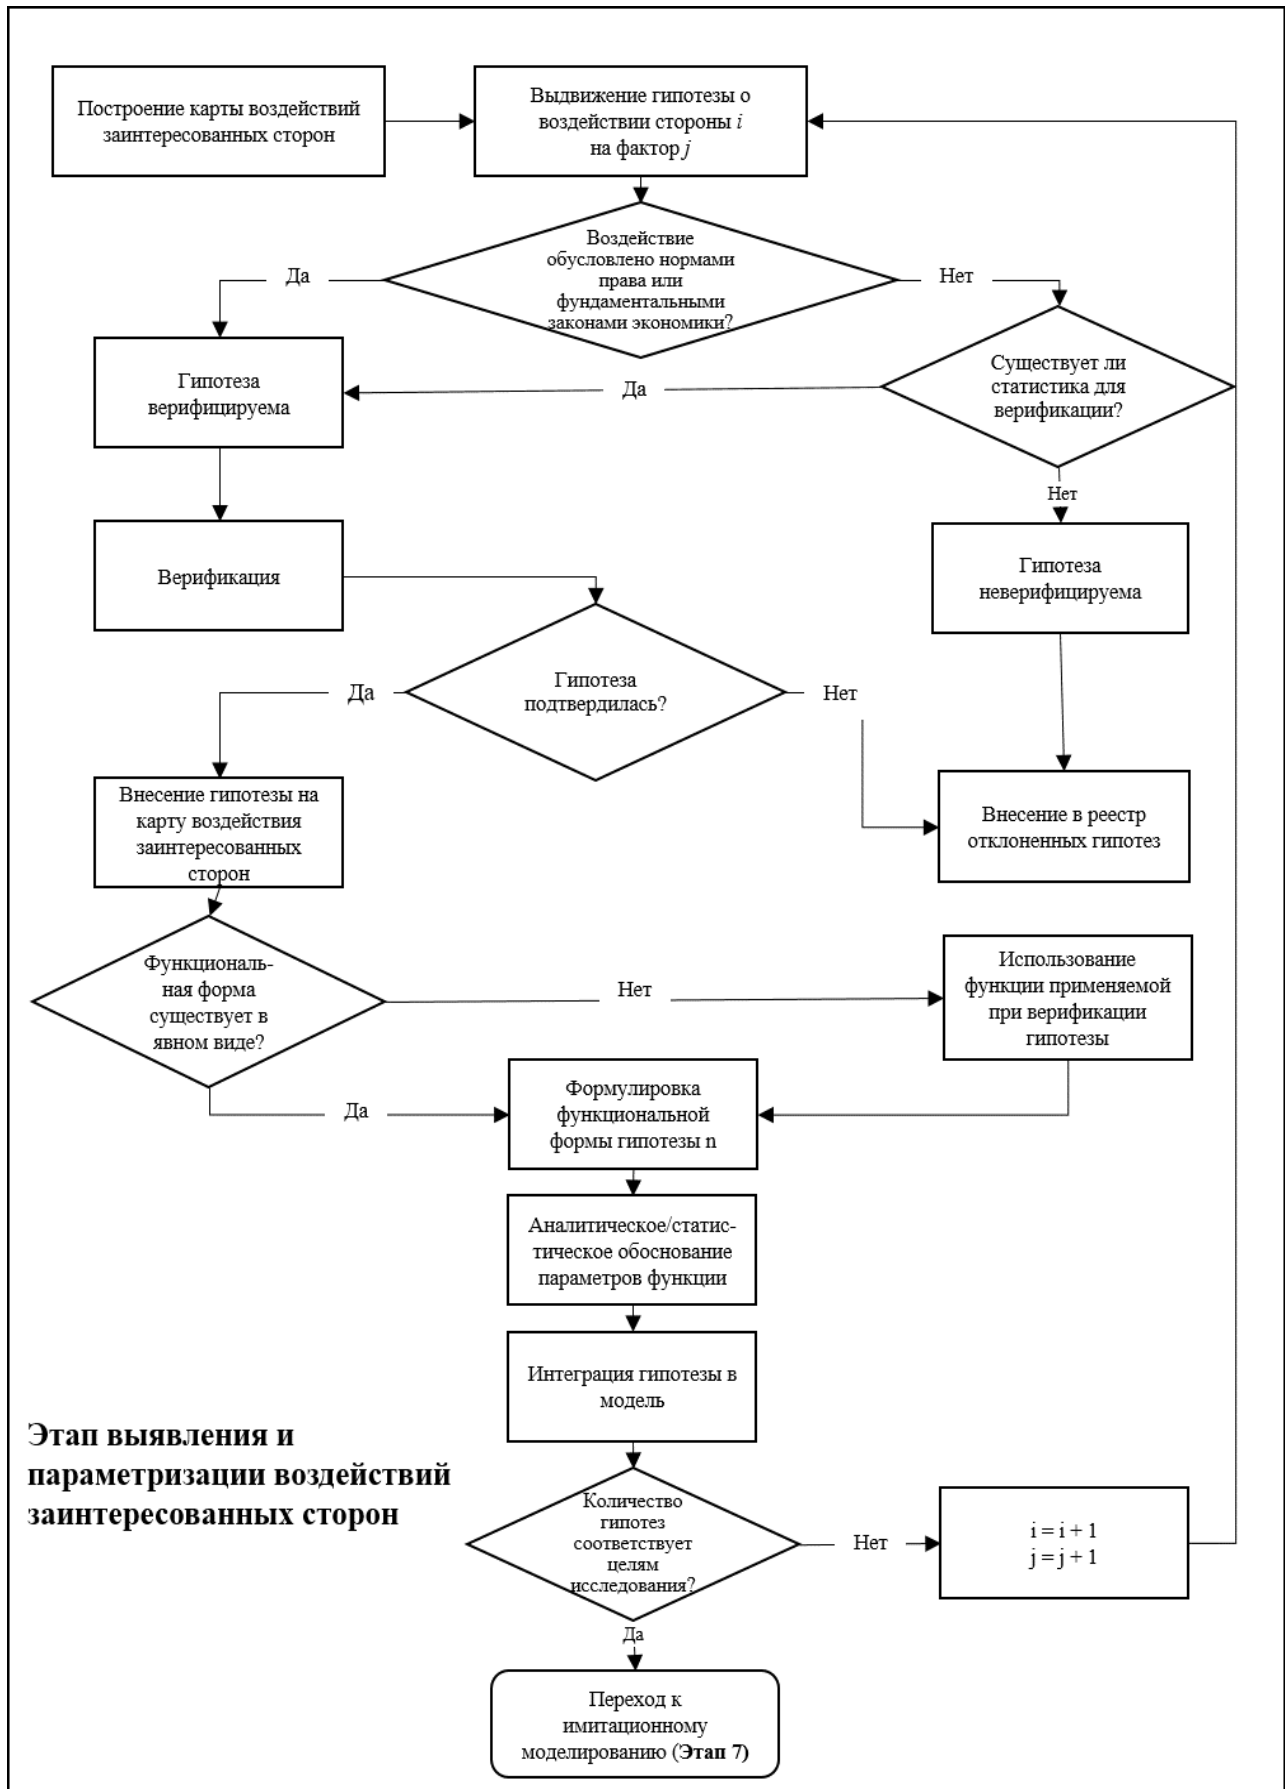 Построение карты воздействий
заинтересованных сторон
Выдвижение гипотезы о
воздействии стороны i
на фактор j
Воздействие
обусловлено нормами
права или
фундаментальными
законами экономики?
Да
Нет
Гипотеза
верифицируема
Да
Существует ли
статистика для
верификации?
Нет
Верификация
Гипотеза
неверифицируема
Гипотеза
подтвердилась?
Да
Нет
Внесение гипотезы на
карту воздействия
заинтересованных
сторон
Внесение в реестр
отклоненных гипотез
Функциональ-
ная форма
существует в
явном виде?
Нет
Использование
функции применяемой
при верификации
гипотезы
Да
Формулировка
функциональной
формы гипотезы n
Аналитическое/статис-
тическое обоснование
параметров функции
Интеграция гипотезы в
модель
Этап выявления и
параметризации воздействий
заинтересованных сторон
Количество
гипотез
соответствует
целям
исследования?
Нет
i = i + 1
j = j + 1
Да
Переход к
имитационному
моделированию (Этап 7)